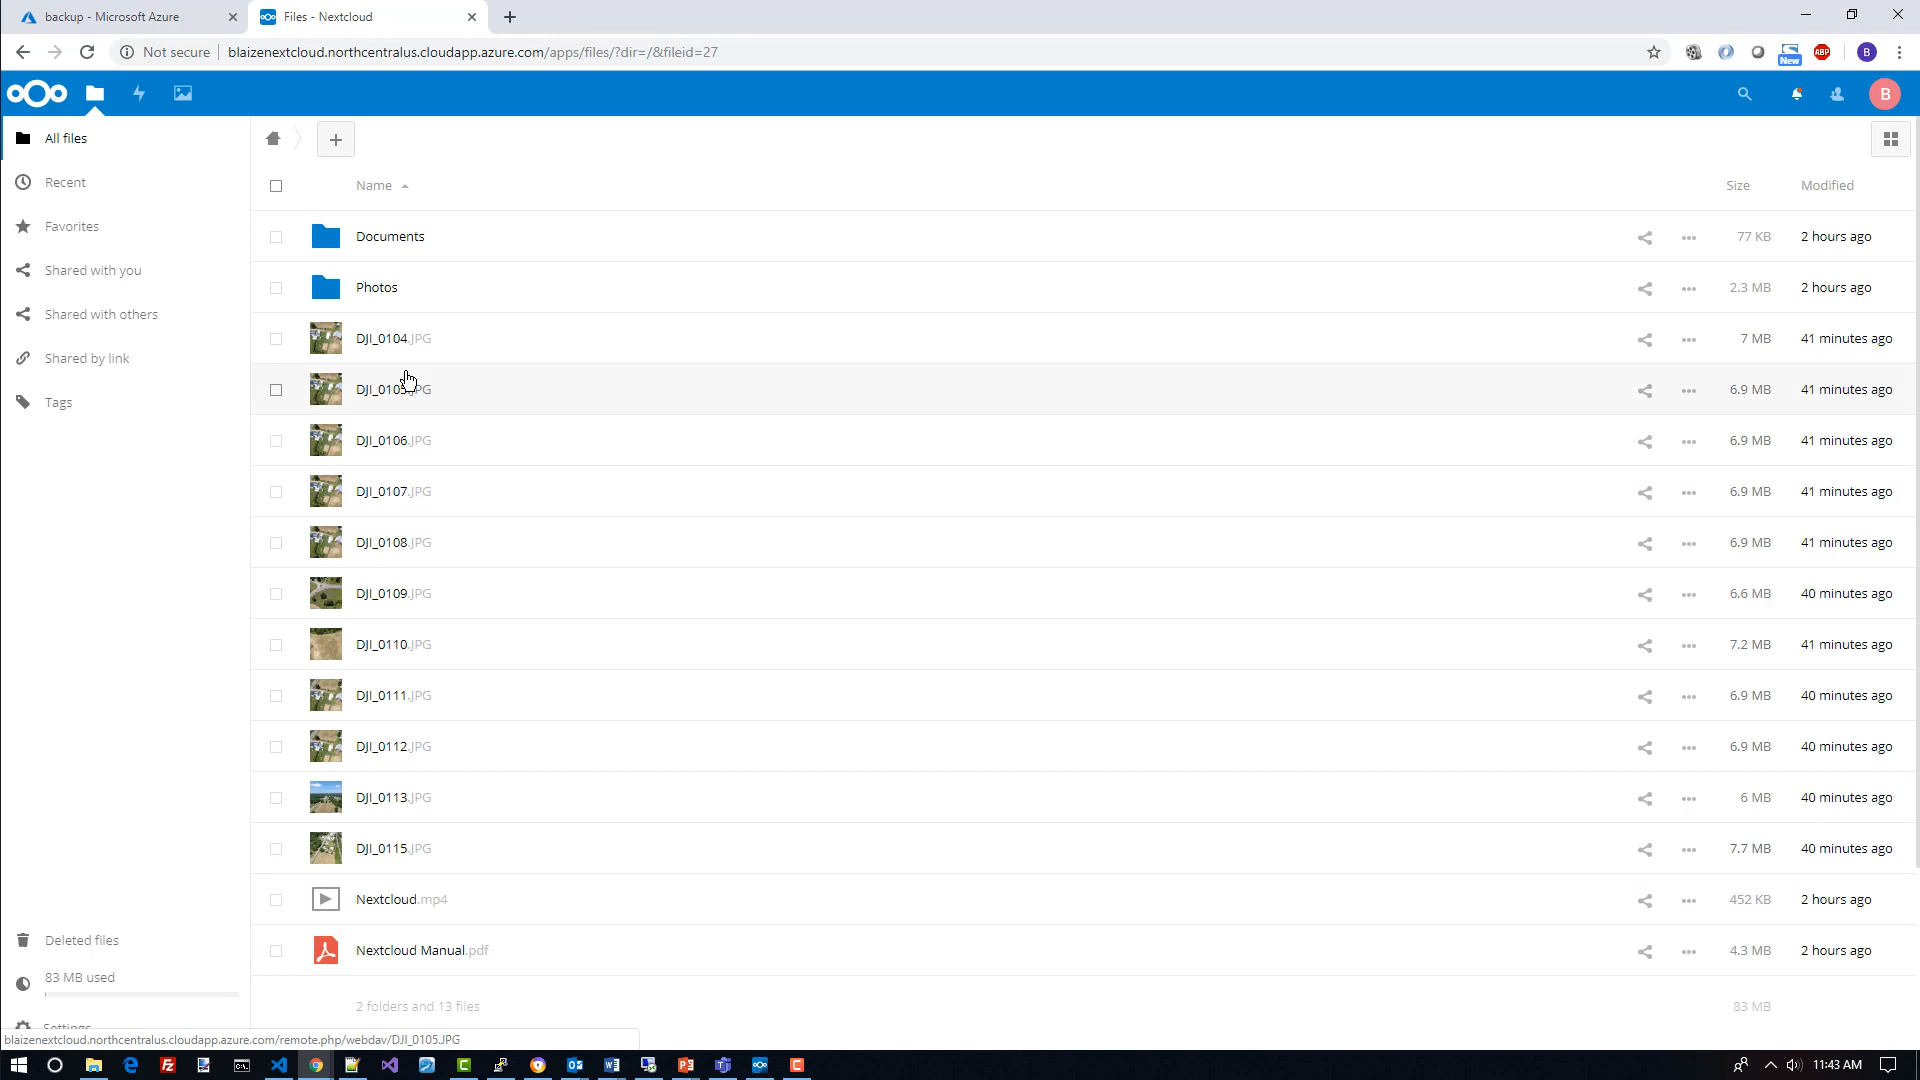 backup - Microsoft Azure
Files - Nextcloud
Not secure
blaizenextcloud.northcentralus.cloudapp.azure.com/apps/files/?dir=/&fileid=27
New
ABP
B
B
All files
Recent
Favorites
Shared with you
Shared with others
Shared by link
Tags
Name Size Modified
Documents 77 KB 2 hours ago
Photos 2.3 MB 2 hours ago
DJI_0104.JPG 7 MB 41 minutes ago
DJI_0105.JPG 6.9 MB 41 minutes ago
DJI_0106.JPG 6.9 MB 41 minutes ago
DJI_0107.JPG 6.9 MB 41 minutes ago
DJI_0108.JPG 6.9 MB 41 minutes ago
DJI_0109.JPG 6.6 MB 40 minutes ago
DJI_0110.JPG 7.2 MB 41 minutes ago
DJI_0111.JPG 6.9 MB 40 minutes ago
DJI_0112.JPG 6.9 MB 40 minutes ago
DJI_0113.JPG 6 MB 40 minutes ago
DJI_0115.JPG 7.7 MB 40 minutes ago
Nextcloud.mp4 452 KB 2 hours ago
Nextcloud Manual.pdf 4.3 MB 2 hours ago
2 folders and 13 files 83 MB
Deleted files
83 MB used
Settings
blaizenextcloud.northcentralus.cloudapp.azure.com/remote.php/webdav/DJI_0105.JPG
11:43 AM